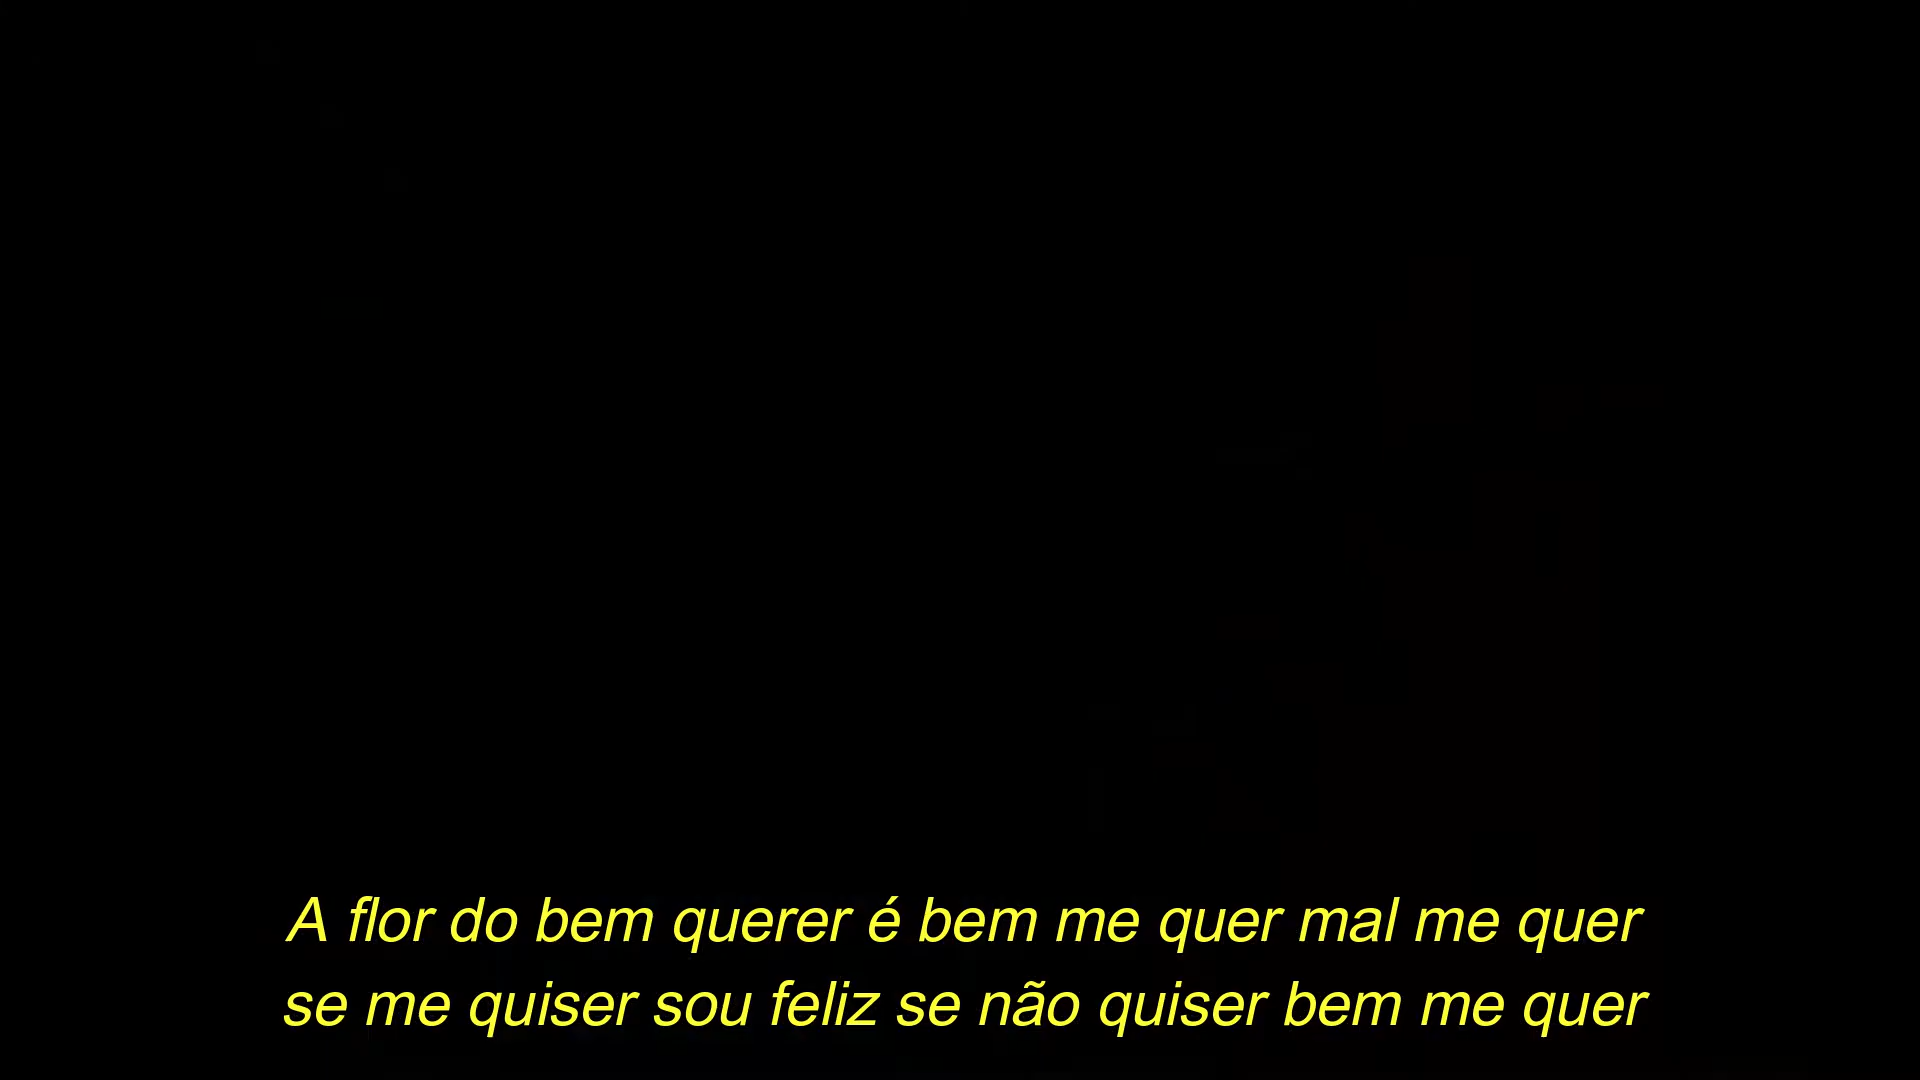 A flor do bem querer é bem me quer mal me quer
se me quiser sou feliz se não quiser bem me quer